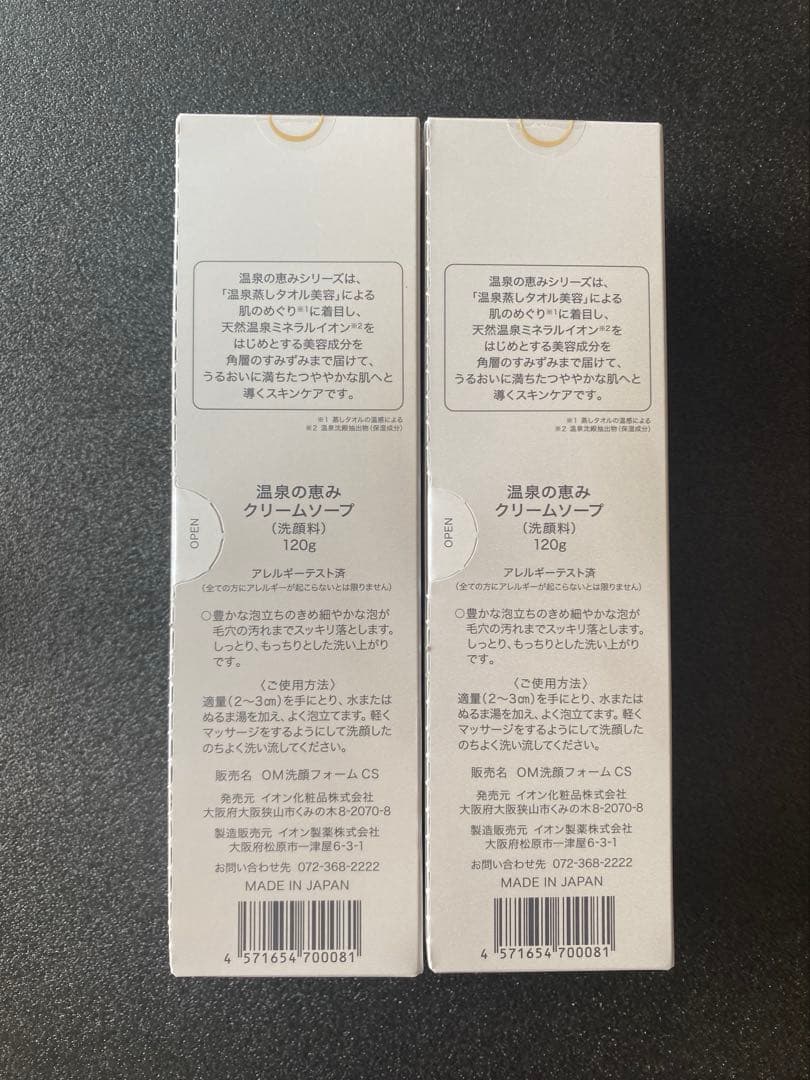 温泉の恵みシリーズは、
「温泉蒸しタオル美容」による
肌のめぐり※1に着目し、
天然温泉ミネラルイオン※2を
はじめとする美容成分を
角層のすみずみまで届けて、
うるおいに満ちたつややかな肌へと
導くスキンケアです。
※1 蒸しタオルの温感による
※2 温泉沈殿抽出物(保湿成分)
OPEN
温泉の恵み
クリームソープ
(洗顔料)
120g
アレルギーテスト済
(全ての方にアレルギーが起こらないとは限りません)
○豊かな泡立ちのきめ細やかな泡が
毛穴の汚れまでスッキリ落とします。
しっとり、もっちりとした洗い上がり
です。
〈ご使用方法〉
適量(2〜3㎝)を手にとり、水または
ぬるま湯を加え、よく泡立てます。軽く
マッサージをするようにして洗顔した
のちよく洗い流してください。
販売名 OM洗顔フォームCS
発売元 イオン化粧品株式会社
大阪府大阪狭山市くみの木8-2070-8
製造販売元 イオン製薬株式会社
大阪府松原市一津屋6-3-1
お問い合わせ先 072-368-2222
MADE IN JAPAN
4 571654 700081
温泉の恵みシリーズは、
「温泉蒸しタオル美容」による
肌のめぐり※1に着目し、
天然温泉ミネラルイオン※2を
はじめとする美容成分を
角層のすみずみまで届けて、
うるおいに満ちたつややかな肌へと
導くスキンケアです。
※1 蒸しタオルの温感による
※2 温泉沈殿抽出物(保湿成分)
OPEN
温泉の恵み
クリームソープ
(洗顔料)
120g
アレルギーテスト済
(全ての方にアレルギーが起こらないとは限りません)
○豊かな泡立ちのきめ細やかな泡が
毛穴の汚れまでスッキリ落とします。
しっとり、もっちりとした洗い上がり
です。
〈ご使用方法〉
適量(2〜3㎝)を手にとり、水または
ぬるま湯を加え、よく泡立てます。軽く
マッサージをするようにして洗顔した
のちよく洗い流してください。
販売名 OM洗顔フォームCS
発売元 イオン化粧品株式会社
大阪府大阪狭山市くみの木8-2070-8
製造販売元 イオン製薬株式会社
大阪府松原市一津屋6-3-1
お問い合わせ先 072-368-2222
MADE IN JAPAN
4 571654 700081